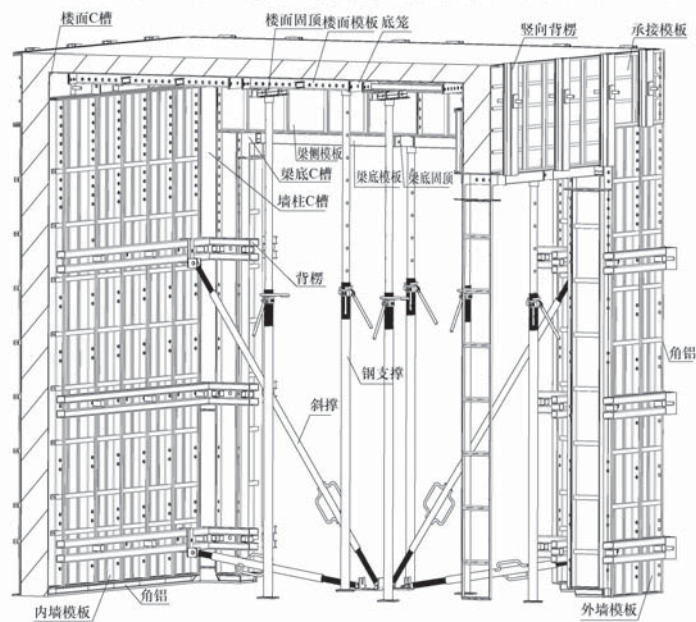 楼面C槽
楼面固顶
楼面模板
底笼
竖向背楞
承接模板
梁侧模板
梁底C槽
梁底模板
梁底固顶
墙柱C槽
背楞
角铝
钢支撑
斜撑
内墙模板
角铝
外墙模板